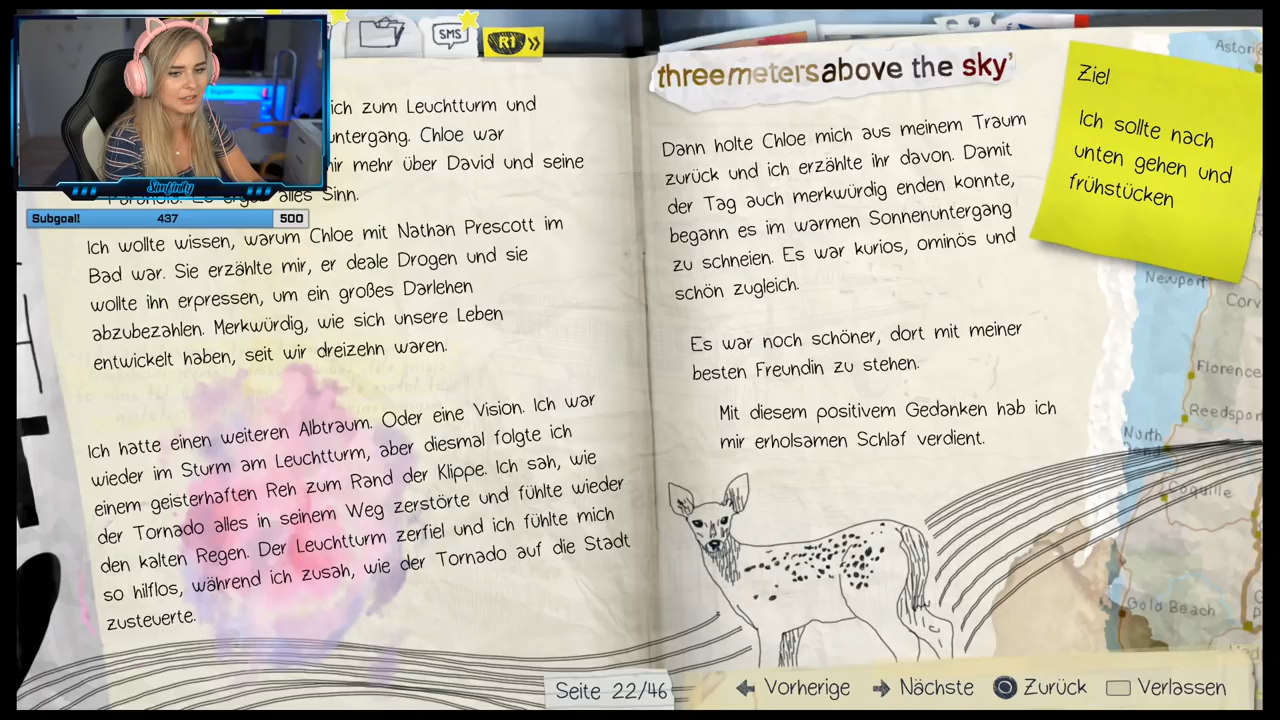 SMS
R1
ich zum Leuchtturm und
untergang. Chloe war
mir mehr über David und seine
alles Sinn.
Simfinity
Subgoal! 437 500
Ich wollte wissen, warum Chloe mit Nathan Prescott im
Bad war. Sie erzählte mir, er deale Drogen und sie
wollte ihn erpressen, um ein großes Darlehen
abzubezahlen. Merkwürdig, wie sich unsere Leben
entwickelt haben, seit wir dreizehn waren.
Ich hatte einen weiteren Albtraum. Oder eine Vision. Ich war
wieder im Sturm am Leuchtturm, aber diesmal folgte ich
einem geisterhaften Reh zum Rand der Klippe. Ich sah, wie
der Tornado alles in seinem Weg zerstörte und fühlte wieder
den kalten Regen. Der Leuchtturm zerfiel und ich fühlte mich
so hilflos, während ich zusah, wie der Tornado auf die Stadt
zusteuerte.
three meters above the sky'
Dann holte Chloe mich aus meinem Traum
zurück und ich erzählte ihr davon. Damit
der Tag auch merkwürdig enden konnte,
begann es im warmen Sonnenuntergang
zu schneien. Es war kurios, ominös und
schön zugleich.
Es war noch schöner, dort mit meiner
besten Freundin zu stehen.
Mit diesem positivem Gedanken hab ich
mir erholsamen Schlaf verdient.
Ziel
Ich sollte nach
unten gehen und
frühstücken
Astor
Newport
Corv
Florence
Reedsport
North
Bend
Coquille
Gold Beach
Seite 22/46
Vorherige
Nächste
Zurück
Verlassen